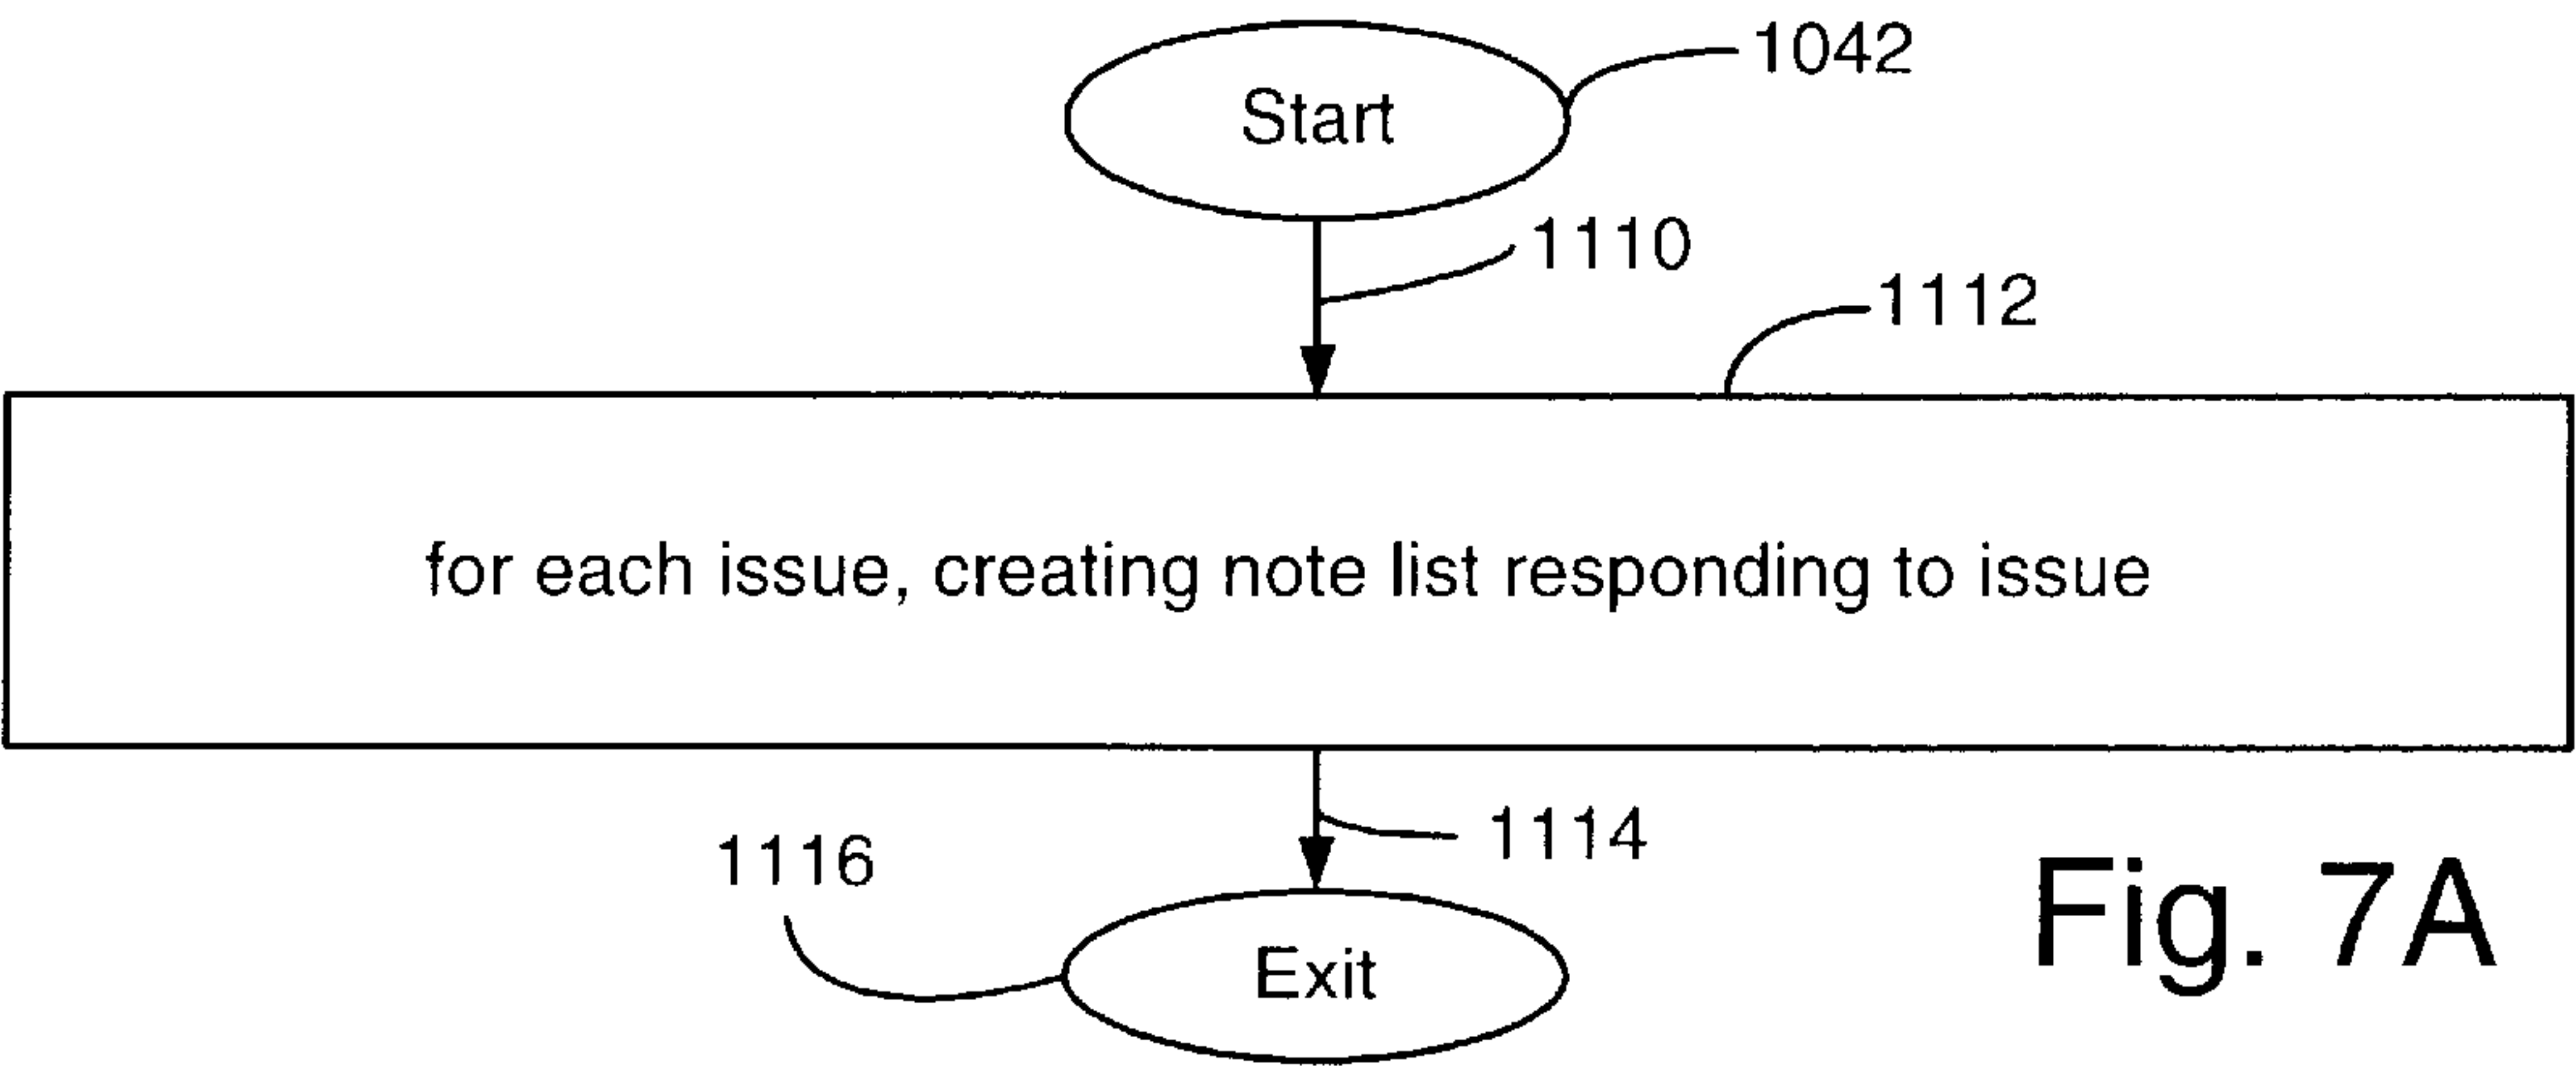 1042
Start
1110
1112
for each issue, creating note list responding to issue
1114
1116
Exit
Fig. 7A